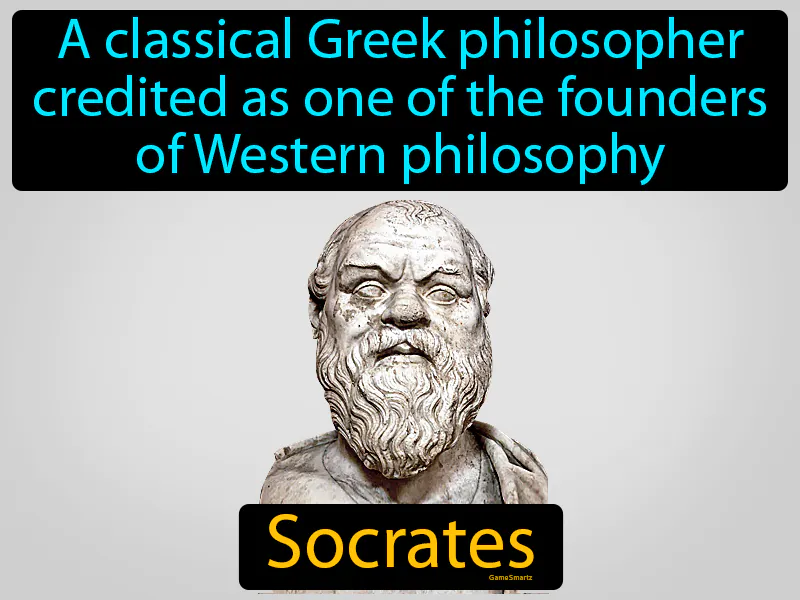 A classical Greek philosopher
credited as one of the founders
of Western philosophy
Socrates
GameSmartz